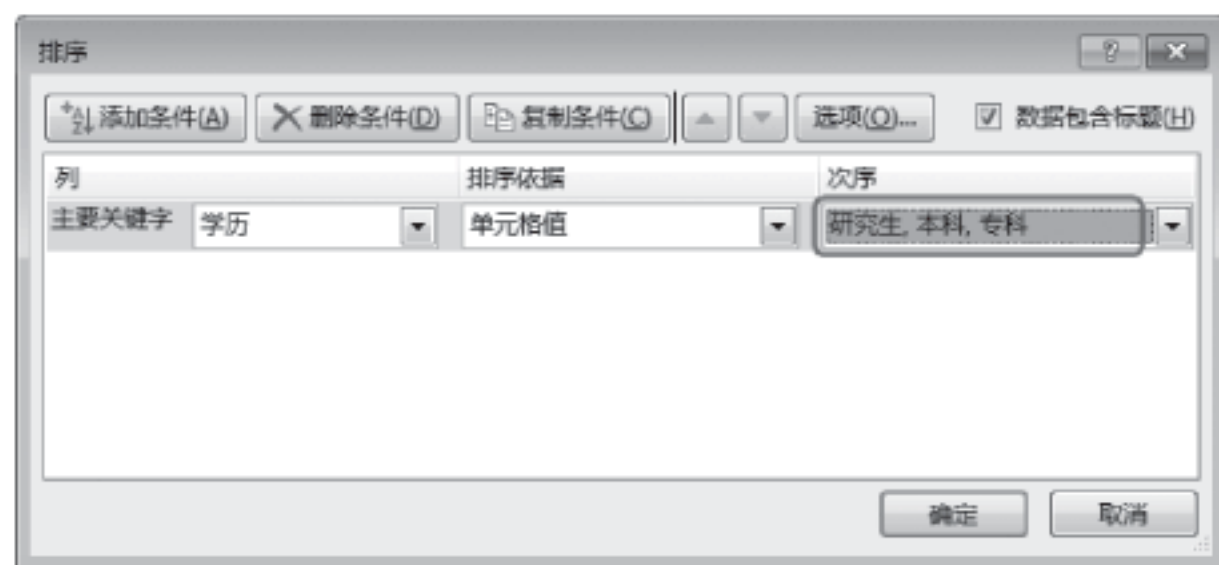 排序
添加条件(A) 删除条件(D) 复制条件(C) 选项(O)... 数据包含标题(H)
列 排序依据 次序
主要关键字 学历 单元格值 研究生, 本科, 专科
确定 取消